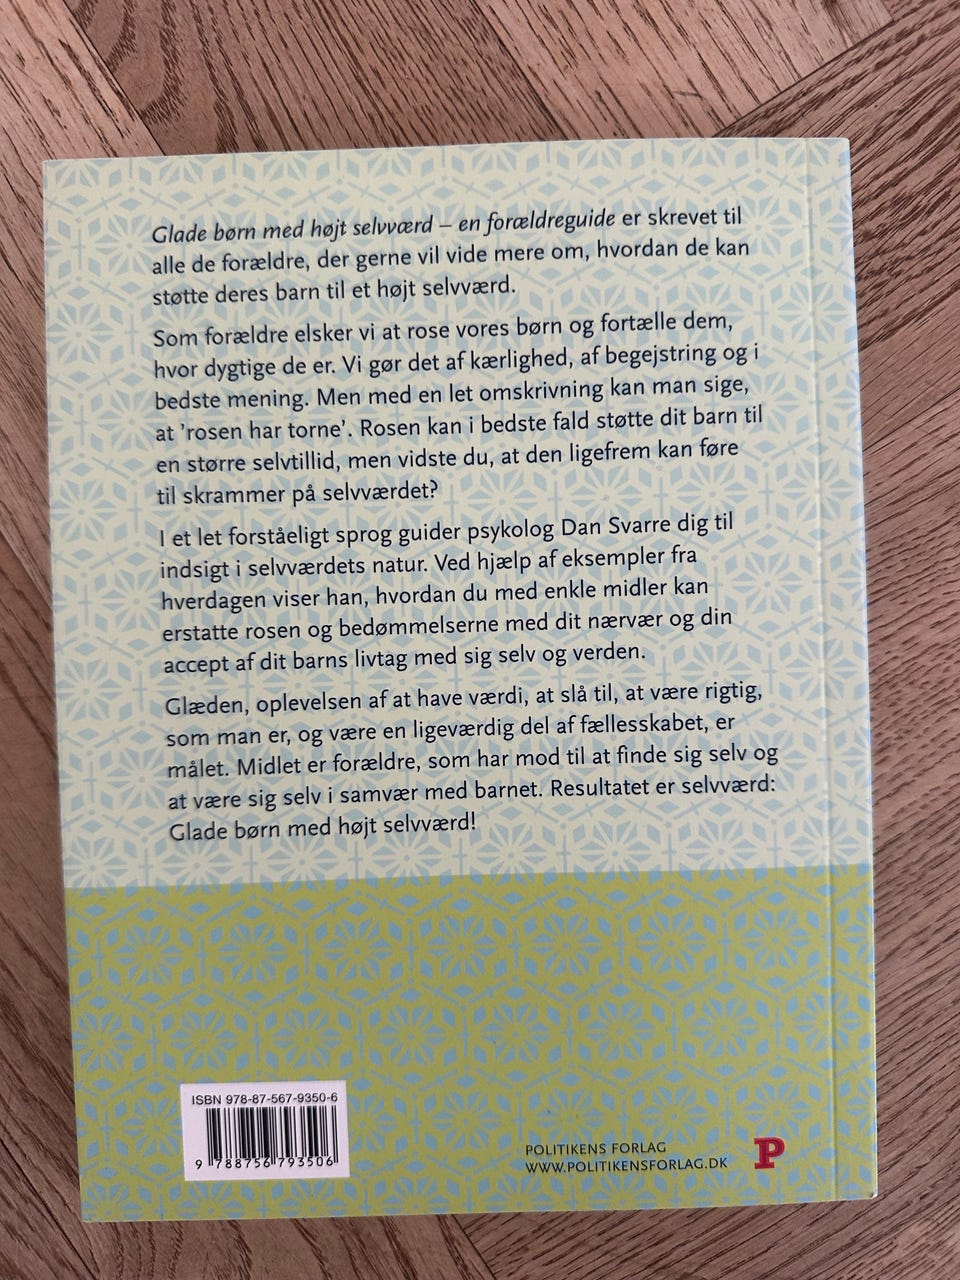 Glade børn med højt selvværd – en forældreguide er skrevet til
alle de forældre, der gerne vil vide mere om, hvordan de kan
støtte deres barn til et højt selvværd.
Som forældre elsker vi at rose vores børn og fortælle dem,
hvor dygtige de er. Vi gør det af kærlighed, af begejstring og i
bedste mening. Men med en let omskrivning kan man sige,
at ’rosen har torne’. Rosen kan i bedste fald støtte dit barn til
en større selvtillid, men vidste du, at den ligefrem kan føre
til skrammer på selvværdet?
I et let forståeligt sprog guider psykolog Dan Svarre dig til
indsigt i selvværdets natur. Ved hjælp af eksempler fra
hverdagen viser han, hvordan du med enkle midler kan
erstatte rosen og bedømmelserne med dit nærvær og din
accept af dit barns livtag med sig selv og verden.
Glæden, oplevelsen af at have værdi, at slå til, at være rigtig,
som man er, og være en ligeværdig del af fællesskabet, er
målet. Midlet er forældre, som har mod til at finde sig selv og
at være sig selv i samvær med barnet. Resultatet er selvværd:
Glade børn med højt selvværd!
ISBN 978-87-567-9350-6
9 788756 793506
POLITIKENS FORLAG
WWW.POLITIKENSFORLAG.DK
P